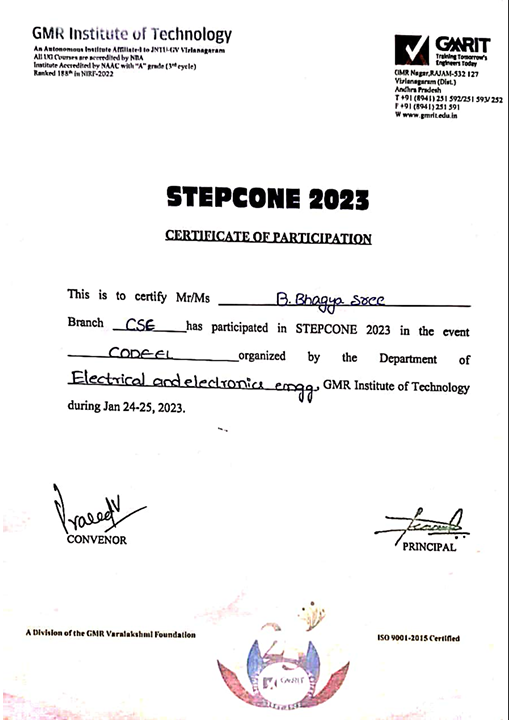 GMR Institute of Technology
An Autonomous Institute Affiliated to JNTU-GV Vizianagaram
All UG Courses are accredited by NBA
Institute Accredited by NAAC with "A" grade (3rd cycle)
Ranked 188th in NIRF-2022
GMRIT
Training Tomorrow's
Engineers Today
GMR Nagar, RAJAM-532 127
Vizianagaram (Dist.)
Andhra Pradesh
T +91 (8941) 251 592/251 593/ 252
F +91 (8941) 251 591
W www.gmrit.edu.in
STEPCONE 2023
CERTIFICATE OF PARTICIPATION
This is to certify Mr/Ms B. Bhagya Sree
Branch CSE has participated in STEPCONE 2023 in the event
CODEEL organized by the Department of
Electrical and electronics engg, GMR Institute of Technology
during Jan 24-25, 2023.
CONVENOR
PRINCIPAL
A Division of the GMR Varalakshmi Foundation
ISO 9001-2015 Certified
GMRIT